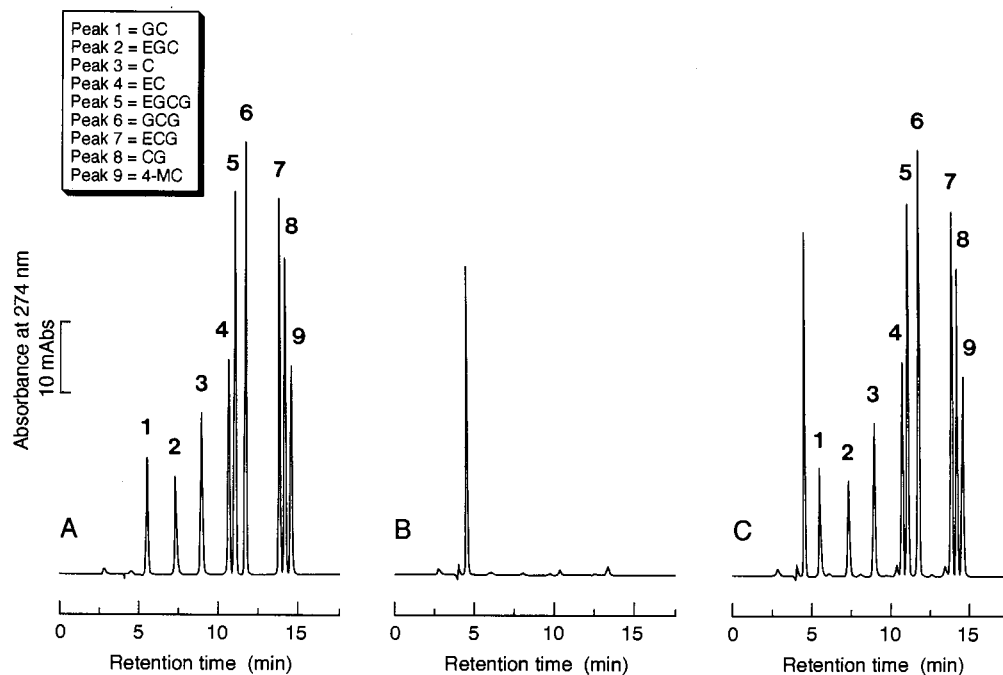 Peak 1 = GC
Peak 2 = EGC
Peak 3 = C
Peak 4 = EC
Peak 5 = EGCG
Peak 6 = GCG
Peak 7 = ECG
Peak 8 = CG
Peak 9 = 4-MC
Absorbance at 274 nm
10 mAbs
A
1
2
3
4
5
6
7
8
9
0 5 10 15
Retention time (min)
B
0 5 10 15
Retention time (min)
C
1
2
3
4
5
6
7
8
9
0 5 10 15
Retention time (min)